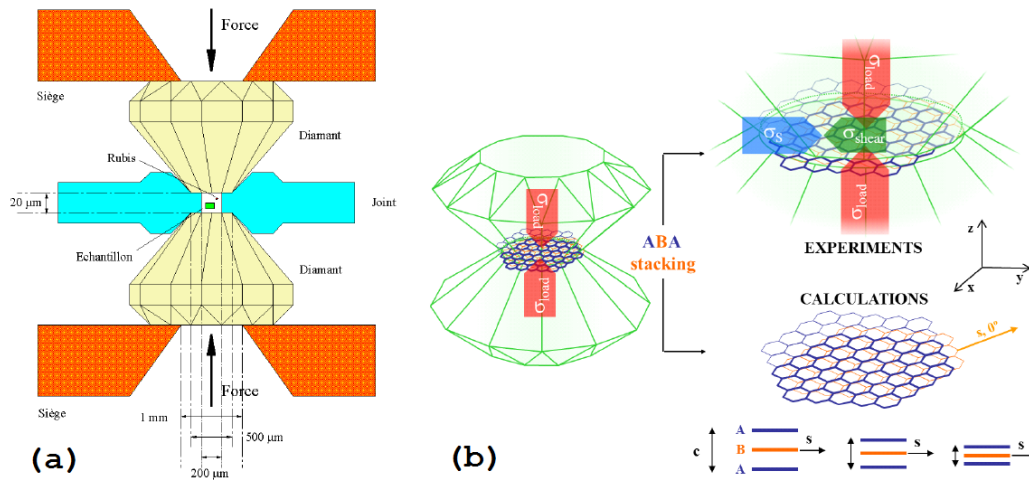 Force
Siège
Diamant
Rubis
20 μm
Joint
Echantillon
Diamant
Force
Siège
1 mm
500 μm
200 μm
(a)
σload
σload
(b)
ABA
stacking
σload
σS
σshear
σload
EXPERIMENTS
z
y
x
CALCULATIONS
s, 0º
A
c
B
s
A
s
s